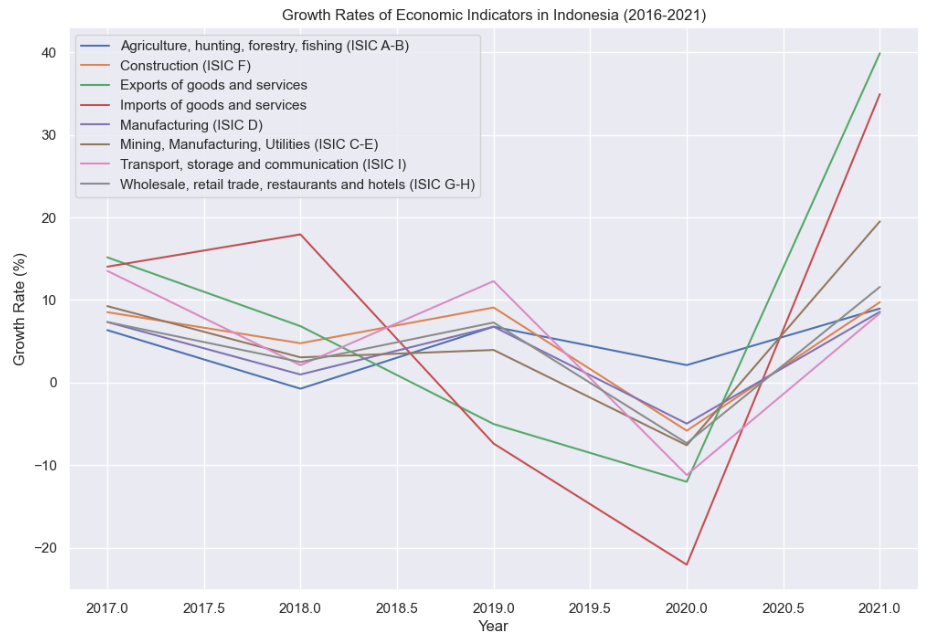 Growth Rates of Economic Indicators in Indonesia (2016-2021)
Agriculture, hunting, forestry, fishing (ISIC A-B)
Construction (ISIC F)
Exports of goods and services
Imports of goods and services
Manufacturing (ISIC D)
Mining, Manufacturing, Utilities (ISIC C-E)
Transport, storage and communication (ISIC I)
Wholesale, retail trade, restaurants and hotels (ISIC G-H)
Growth Rate (%)
40
30
20
10
0
−10
−20
2017.0 2017.5 2018.0 2018.5 2019.0 2019.5 2020.0 2020.5 2021.0
Year